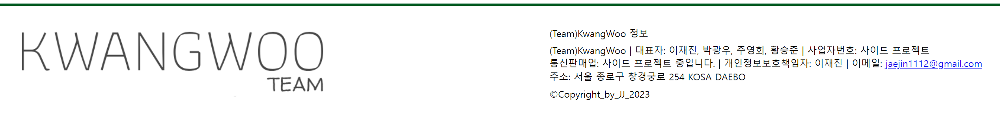 KWANGWOO
TEAM
(Team)KwangWoo 정보
(Team)KwangWoo | 대표자: 이재진, 박광우, 주영회, 황승준 | 사업자번호: 사이드 프로젝트
통신판매업: 사이드 프로젝트 중입니다. | 개인정보보호책임자: 이재진 | 이메일: jaejin1112@gmail.com
주소: 서울 종로구 창경궁로 254 KOSA DAEBO
©Copyright_by_JJ_2023